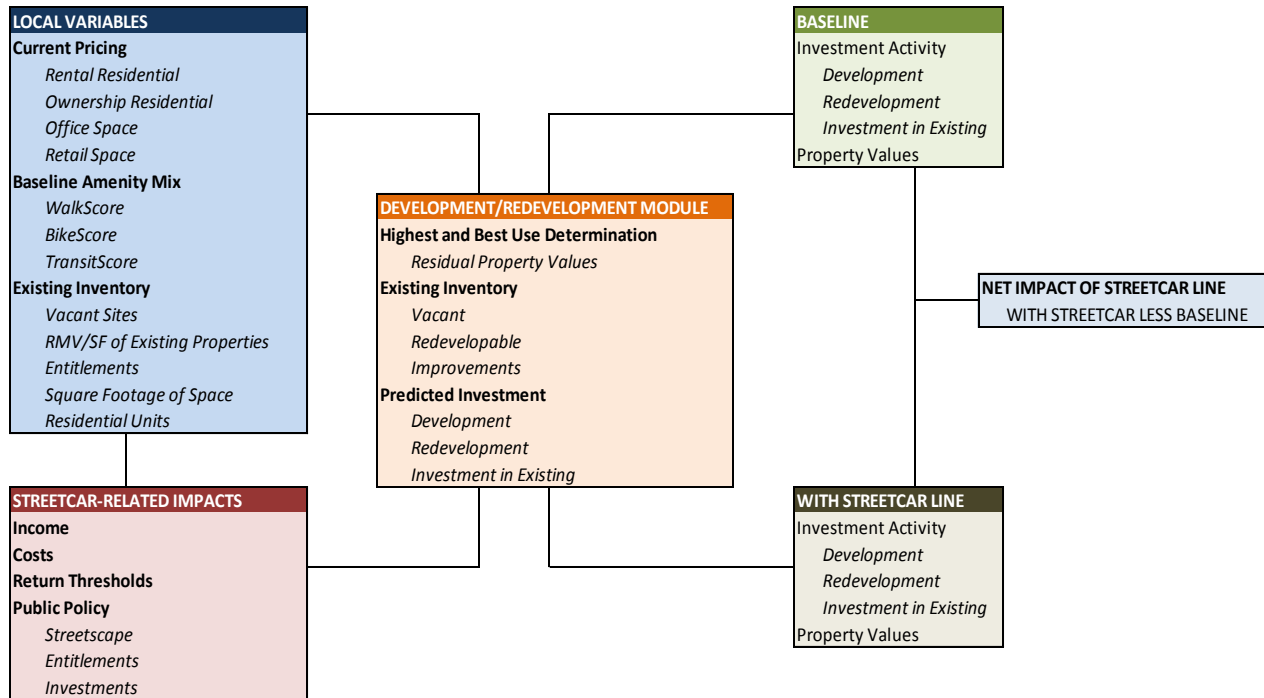 LOCAL VARIABLES
Current Pricing
Rental Residential
Ownership Residential
Office Space
Retail Space
Baseline Amenity Mix
WalkScore
BikeScore
TransitScore
Existing Inventory
Vacant Sites
RMV/SF of Existing Properties
Entitlements
Square Footage of Space
Residential Units
STREETCAR-RELATED IMPACTS
Income
Costs
Return Thresholds
Public Policy
Streetscape
Entitlements
Investments
DEVELOPMENT/REDEVELOPMENT MODULE
Highest and Best Use Determination
Residual Property Values
Existing Inventory
Vacant
Redevelopable
Improvements
Predicted Investment
Development
Redevelopment
Investment in Existing
BASELINE
Investment Activity
Development
Redevelopment
Investment in Existing
Property Values
WITH STREETCAR LINE
Investment Activity
Development
Redevelopment
Investment in Existing
Property Values
NET IMPACT OF STREETCAR LINE
WITH STREETCAR LESS BASELINE